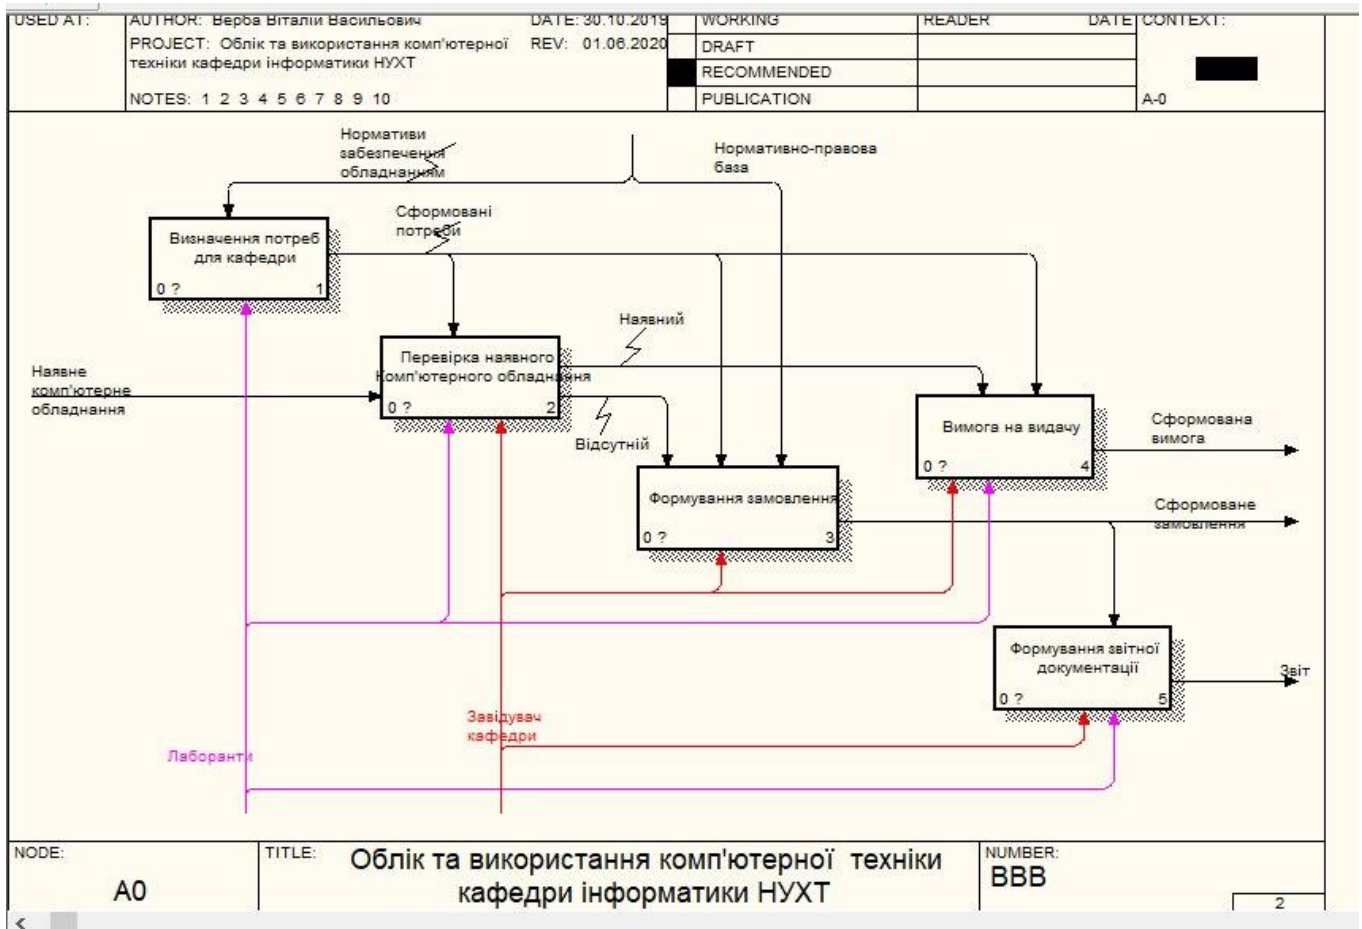 USED AT:
AUTHOR: Верба Віталій Васильович
DATE: 30.10.2019
PROJECT: Облік та використання комп'ютерної
техніки кафедри інформатики НУХТ
REV: 01.06.2020
NOTES: 1 2 3 4 5 6 7 8 9 10
WORKING
DRAFT
RECOMMENDED
PUBLICATION
READER
DATE
CONTEXT:
A-0
Нормативи
забезпечення
обладнанням
Нормативно-правова
база
Сформовані
потреби
Визначення потреб
для кафедри
0 ?
1
Наявний
Наявне
комп'ютерне
обладнання
Перевірка наявного
Комп'ютерного обладнання
0 ?
2
Відсутній
Вимога на видачу
0 ?
4
Сформована
вимога
Формування замовлення
0 ?
3
Сформоване
замовлення
Формування звітної
документації
0 ?
5
Звіт
Завідувач
кафедри
Лаборанти
NODE:
A0
TITLE:
Облік та використання комп'ютерної техніки
кафедри інформатики НУХТ
NUMBER:
BBB
2